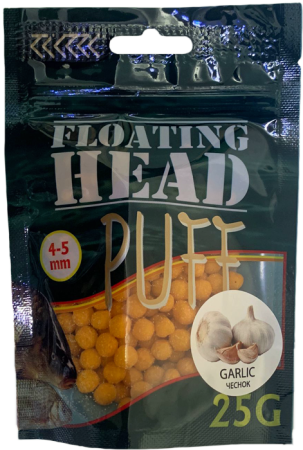 FLOATING
HEAD
PUFF
4-5
mm
GARLIC
ЧЕСНОК
25G